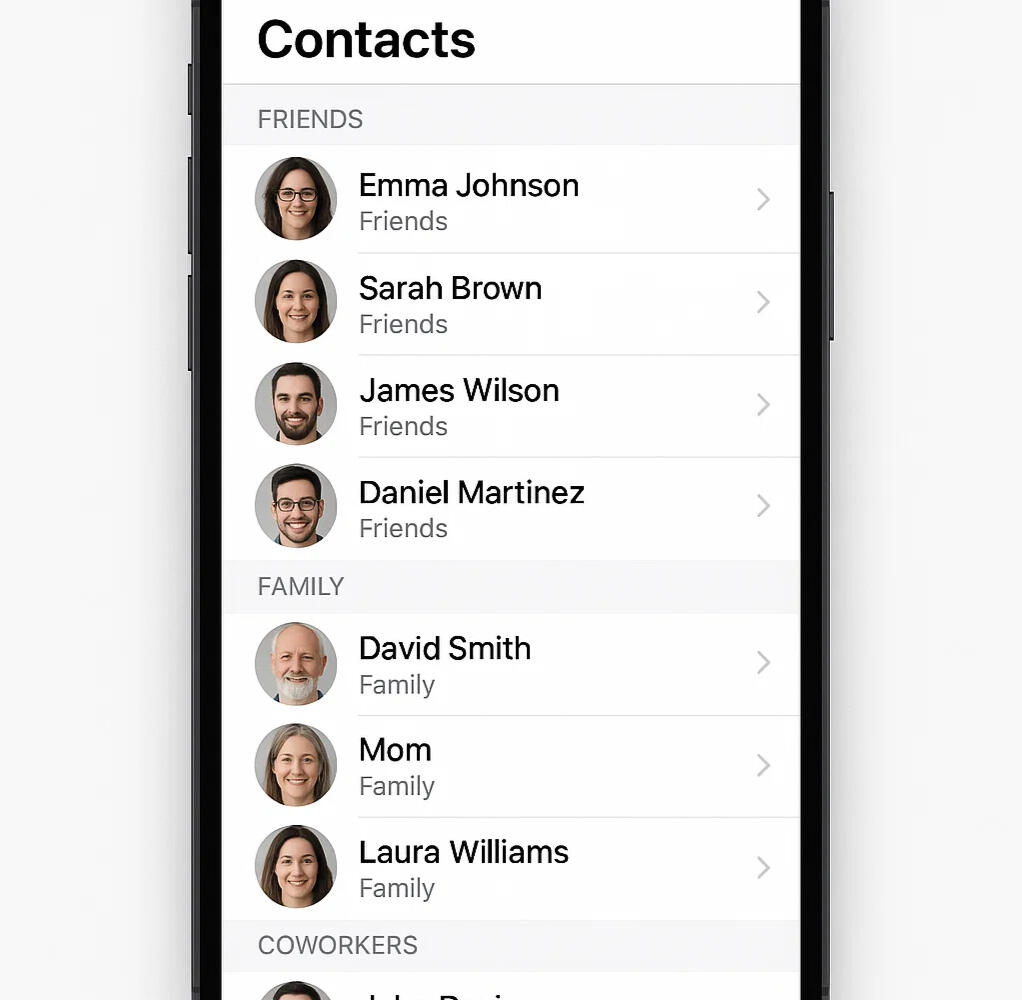 Contacts
FRIENDS
Emma Johnson
Friends
Sarah Brown
Friends
James Wilson
Friends
Daniel Martinez
Friends
FAMILY
David Smith
Family
Mom
Family
Laura Williams
Family
COWORKERS